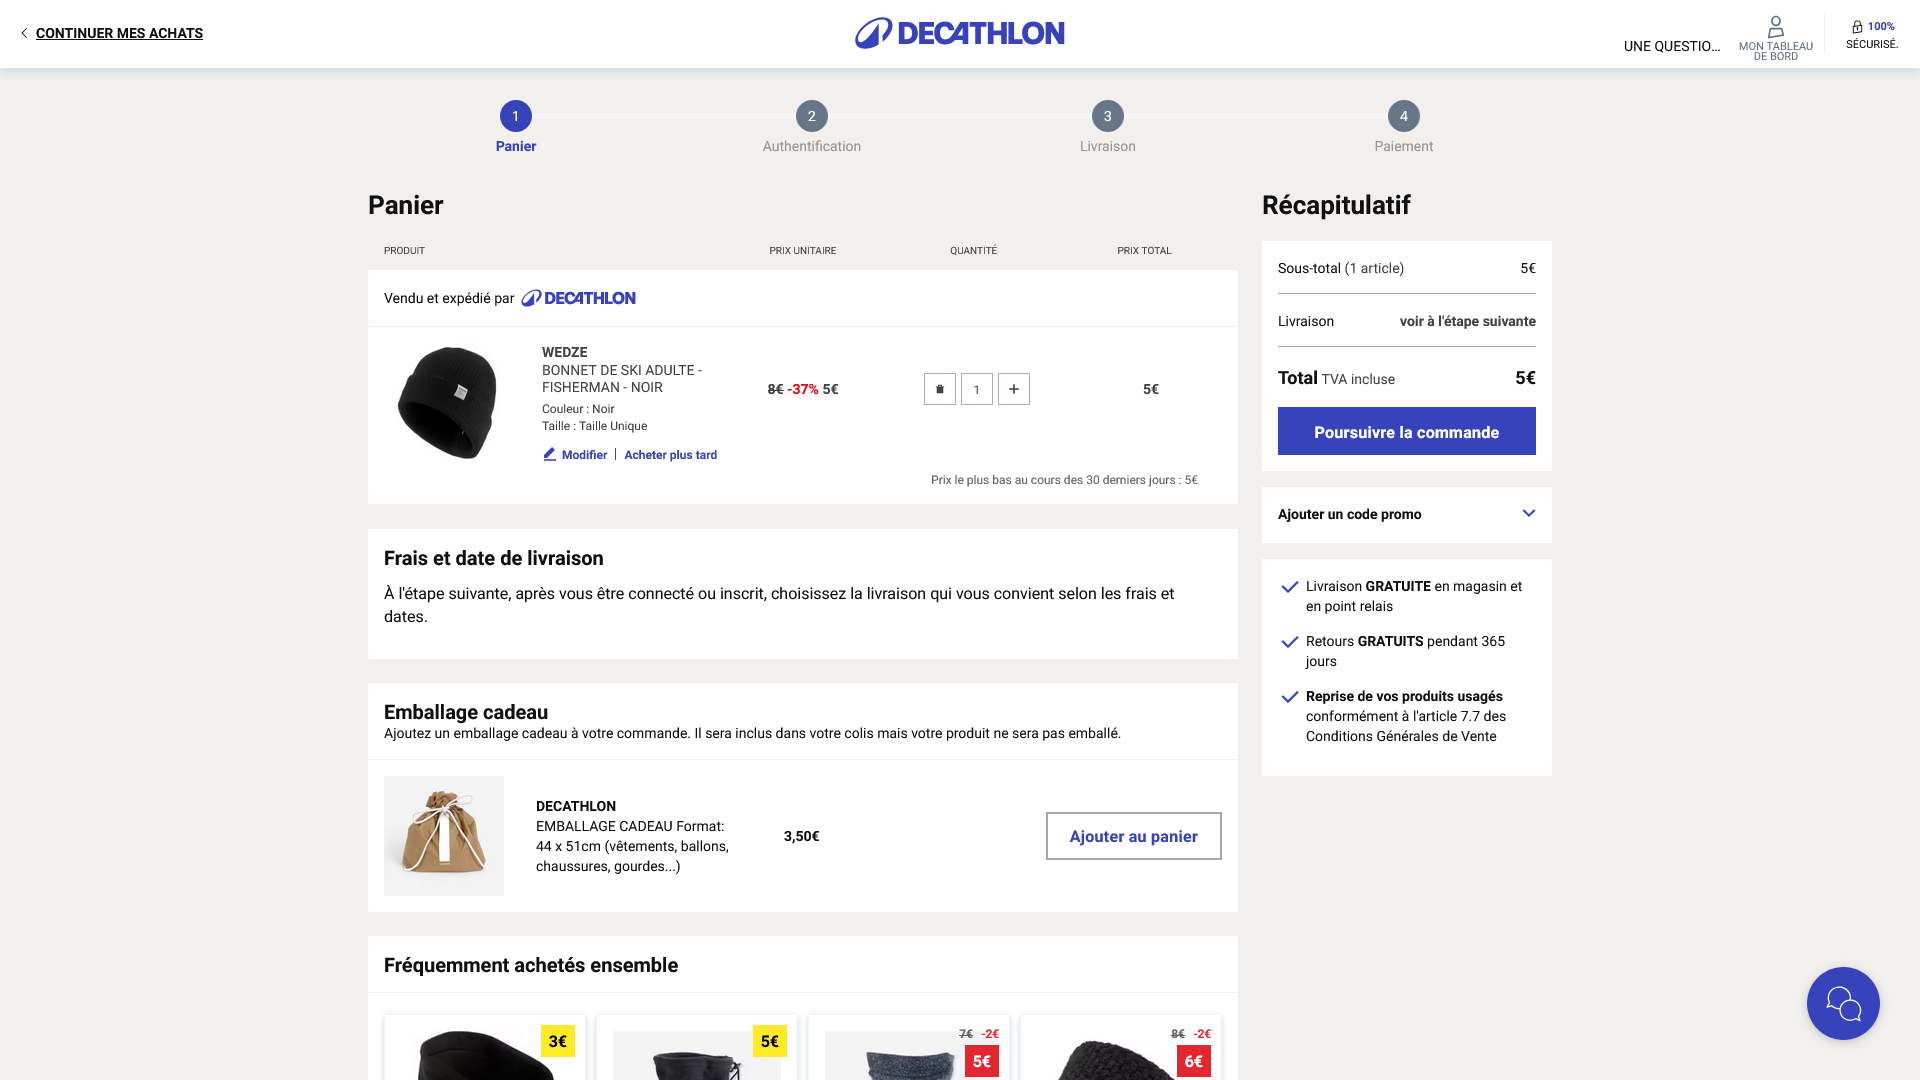 CONTINUER MES ACHATS
DECATHLON
UNE QUESTIO...
MON TABLEAU
DE BORD
100%
SÉCURISÉ.
1
2
3
4
Panier
Authentification
Livraison
Paiement
Panier
PRODUIT
PRIX UNITAIRE
QUANTITÉ
PRIX TOTAL
Vendu et expédié par DECATHLON
WEDZE
BONNET DE SKI ADULTE -
FISHERMAN - NOIR
Couleur : Noir
Taille : Taille Unique
Modifier | Acheter plus tard
8€ -37% 5€
1
5€
Prix le plus bas au cours des 30 derniers jours : 5€
Frais et date de livraison
À l'étape suivante, après vous être connecté ou inscrit, choisissez la livraison qui vous convient selon les frais et
dates.
Emballage cadeau
Ajoutez un emballage cadeau à votre commande. Il sera inclus dans votre colis mais votre produit ne sera pas emballé.
DECATHLON
EMBALLAGE CADEAU Format:
44 x 51cm (vêtements, ballons,
chaussures, gourdes...)
3,50€
Ajouter au panier
Fréquemment achetés ensemble
3€
5€
7€ -2€
5€
8€ -2€
6€
Récapitulatif
Sous-total (1 article) 5€
Livraison voir à l'étape suivante
Total TVA incluse 5€
Poursuivre la commande
Ajouter un code promo
Livraison GRATUITE en magasin et
en point relais
Retours GRATUITS pendant 365
jours
Reprise de vos produits usagés
conformément à l'article 7.7 des
Conditions Générales de Vente